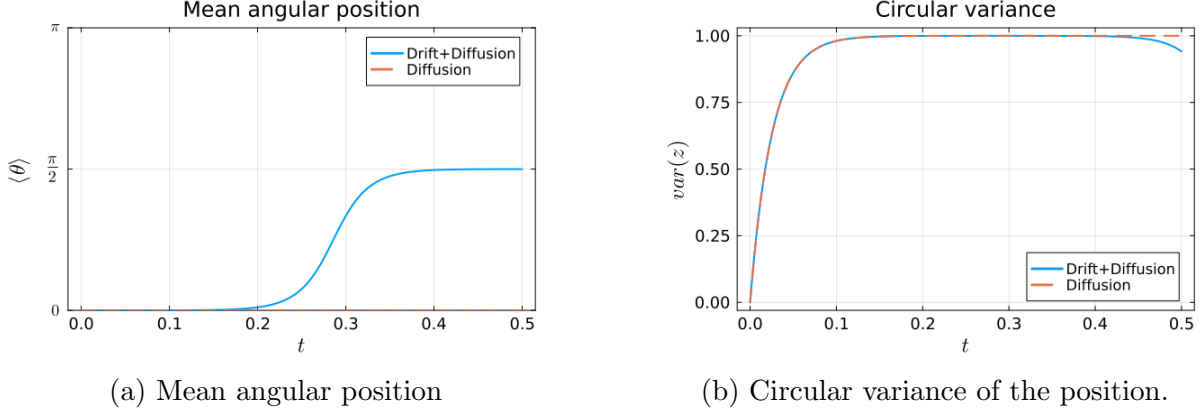 Mean angular position
π
π/2
0
⟨θ⟩
Drift+Diffusion
Diffusion
0.0 0.1 0.2 0.3 0.4 0.5
t
(a) Mean angular position
Circular variance
1.00
0.75
0.50
0.25
0.00
var(z)
Drift+Diffusion
Diffusion
0.0 0.1 0.2 0.3 0.4 0.5
t
(b) Circular variance of the position.